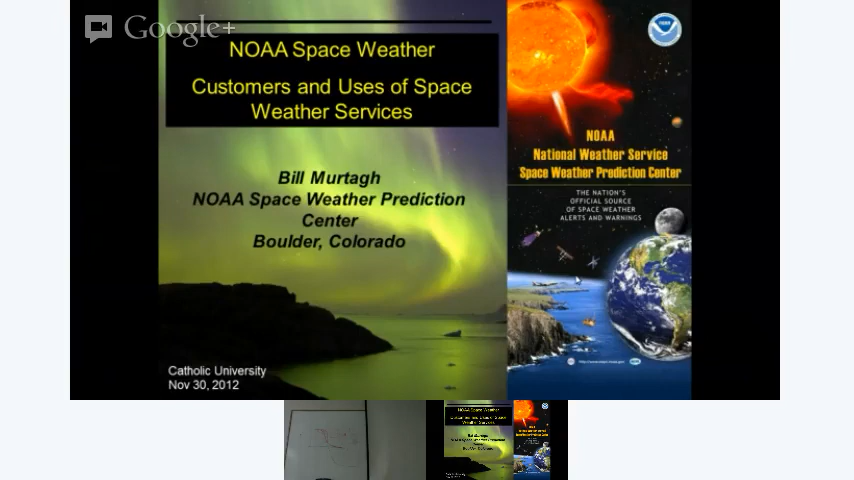 Google+
NOAA Space Weather
Customers and Uses of Space
Weather Services
Bill Murtagh
NOAA Space Weather Prediction
Center
Boulder, Colorado
Catholic University
Nov 30, 2012
NOAA
National Weather Service
Space Weather Prediction Center
THE NATION'S
OFFICIAL SOURCE
OF SPACE WEATHER
ALERTS AND WARNINGS